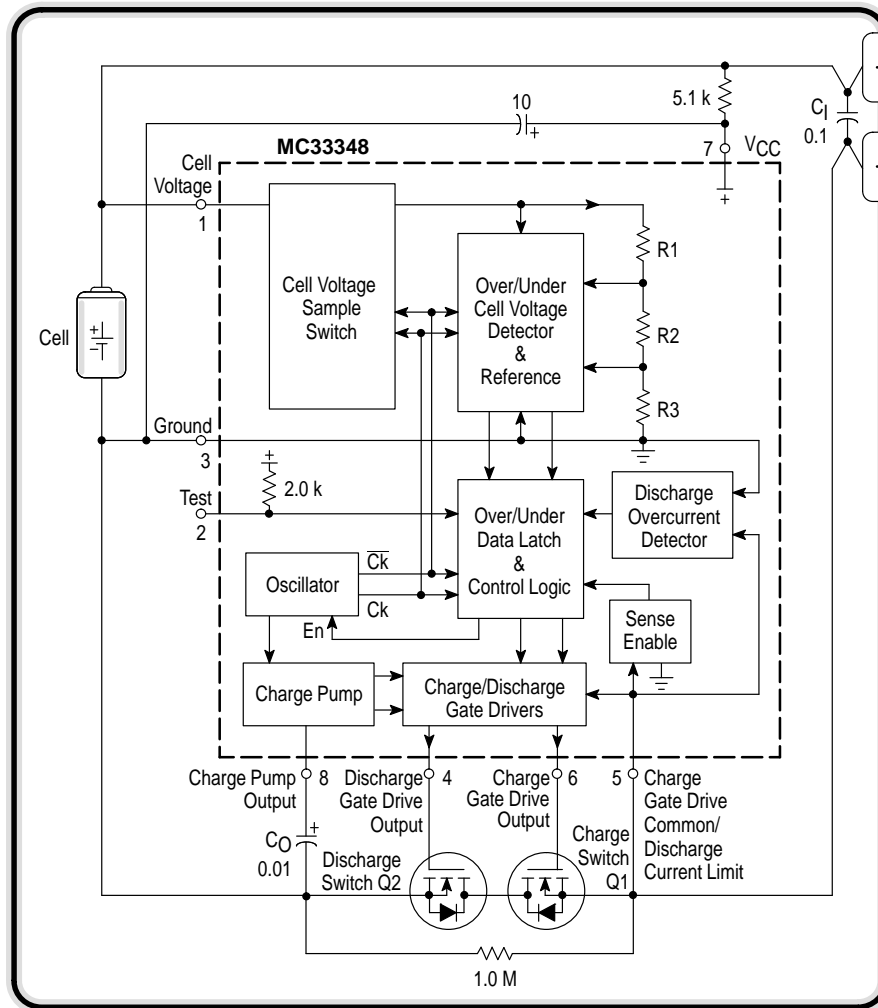 10
5.1 k
CI
0.1
MC33348
7
VCC
Cell
Voltage
1
R1
Cell Voltage
Sample
Switch
Over/Under
Cell Voltage
Detector
&
Reference
R2
Cell
+
−
R3
Ground
3
Test
2
2.0 k
Over/Under
Data Latch
&
Control Logic
Discharge
Overcurrent
Detector
Oscillator
Ck
Ck
En
Sense
Enable
Charge Pump
Charge/Discharge
Gate Drivers
Charge Pump
Output
8
Discharge
Gate Drive
Output
4
Charge
Gate Drive
Output
6
5
Charge
Gate Drive
Common/
Discharge
Current Limit
CO
0.01
+
Discharge
Switch Q2
Charge
Switch
Q1
1.0 M